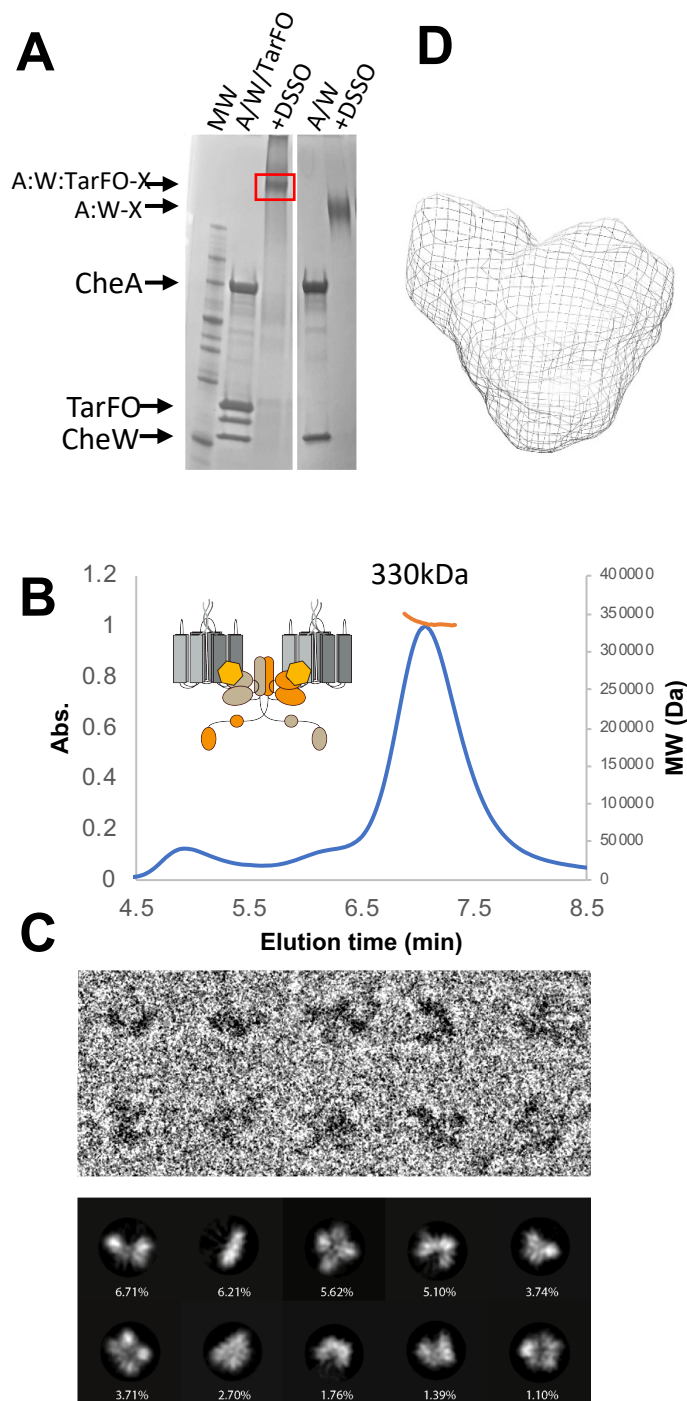 A
D
MW
A/W/TarFO
+DSSO
A/W
+DSSO
A:W:TarFO-X
A:W-X
CheA
TarFO
CheW
B
330kDa
1.2
1
0.8
0.6
0.4
0.2
0
Abs.
400000
350000
300000
250000
200000
150000
100000
50000
0
MW (Da)
4.5 5.5 6.5 7.5 8.5
Elution time (min)
C
6.71% 6.21% 5.62% 5.10% 3.74%
3.71% 2.70% 1.76% 1.39% 1.10%